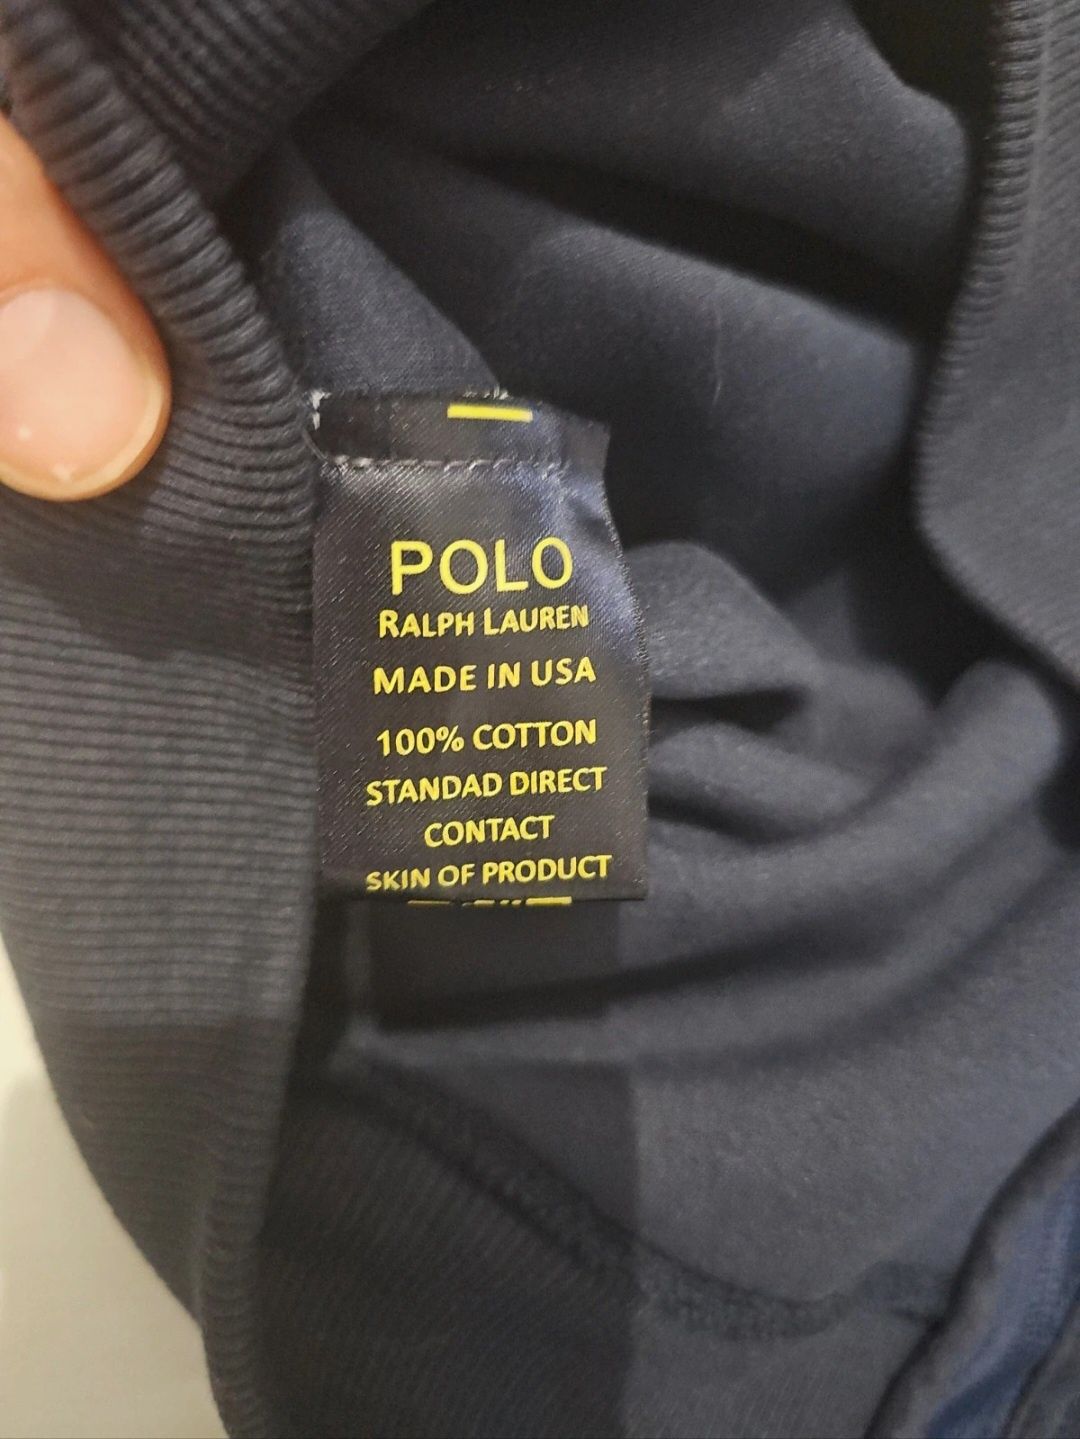 POLO
RALPH LAUREN
MADE IN USA
100% COTTON
STANDAD DIRECT
CONTACT
SKIN OF PRODUCT